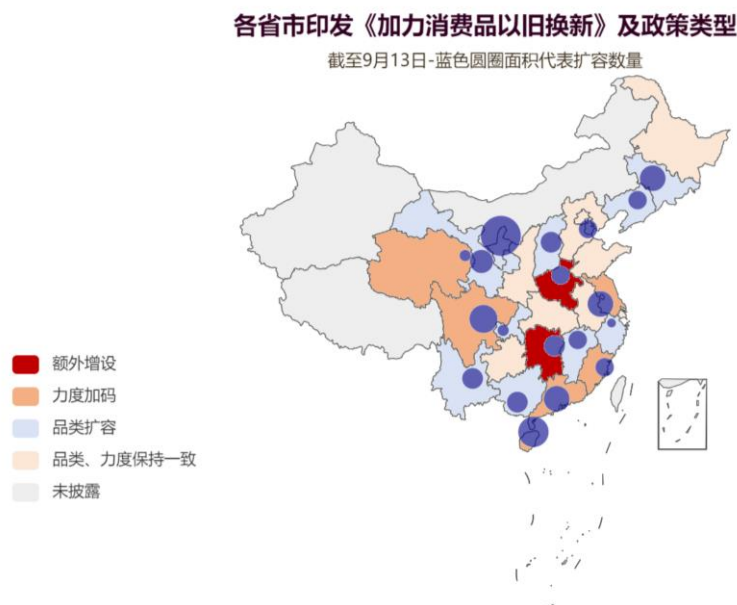 各省市印发《加力消费品以旧换新》及政策类型
截至9月13日-蓝色圆圈面积代表扩容数量
额外增设
力度加码
品类扩容
品类、力度保持一致
未披露